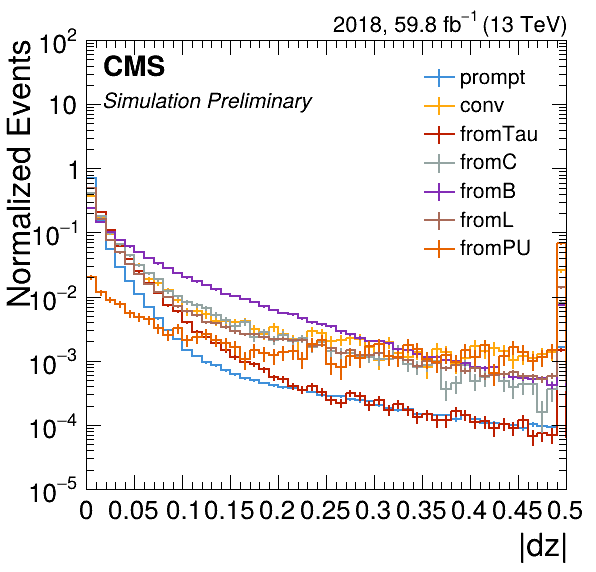 2018, 59.8 fb⁻¹ (13 TeV)
CMS
Simulation Preliminary
Normalized Events
10²
10
1
10⁻¹
10⁻²
10⁻³
10⁻⁴
10⁻⁵
prompt
conv
fromTau
fromC
fromB
fromL
fromPU
0 0.05 0.1 0.15 0.2 0.25 0.3 0.35 0.4 0.45 0.5
|dz|